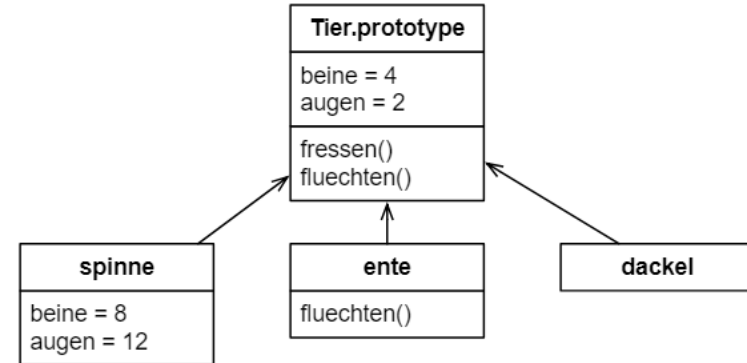 Tier.prototype
beine = 4
augen = 2
fressen()
fluechten()
spinne
beine = 8
augen = 12
ente
fluechten()
dackel